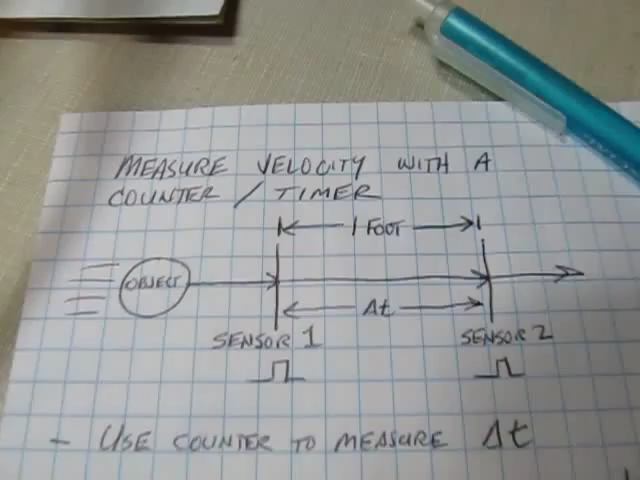 MEASURE VELOCITY WITH A
COUNTER / TIMER
1 FOOT
OBJECT
Δt
SENSOR 1
SENSOR 2
- USE COUNTER TO MEASURE Δt